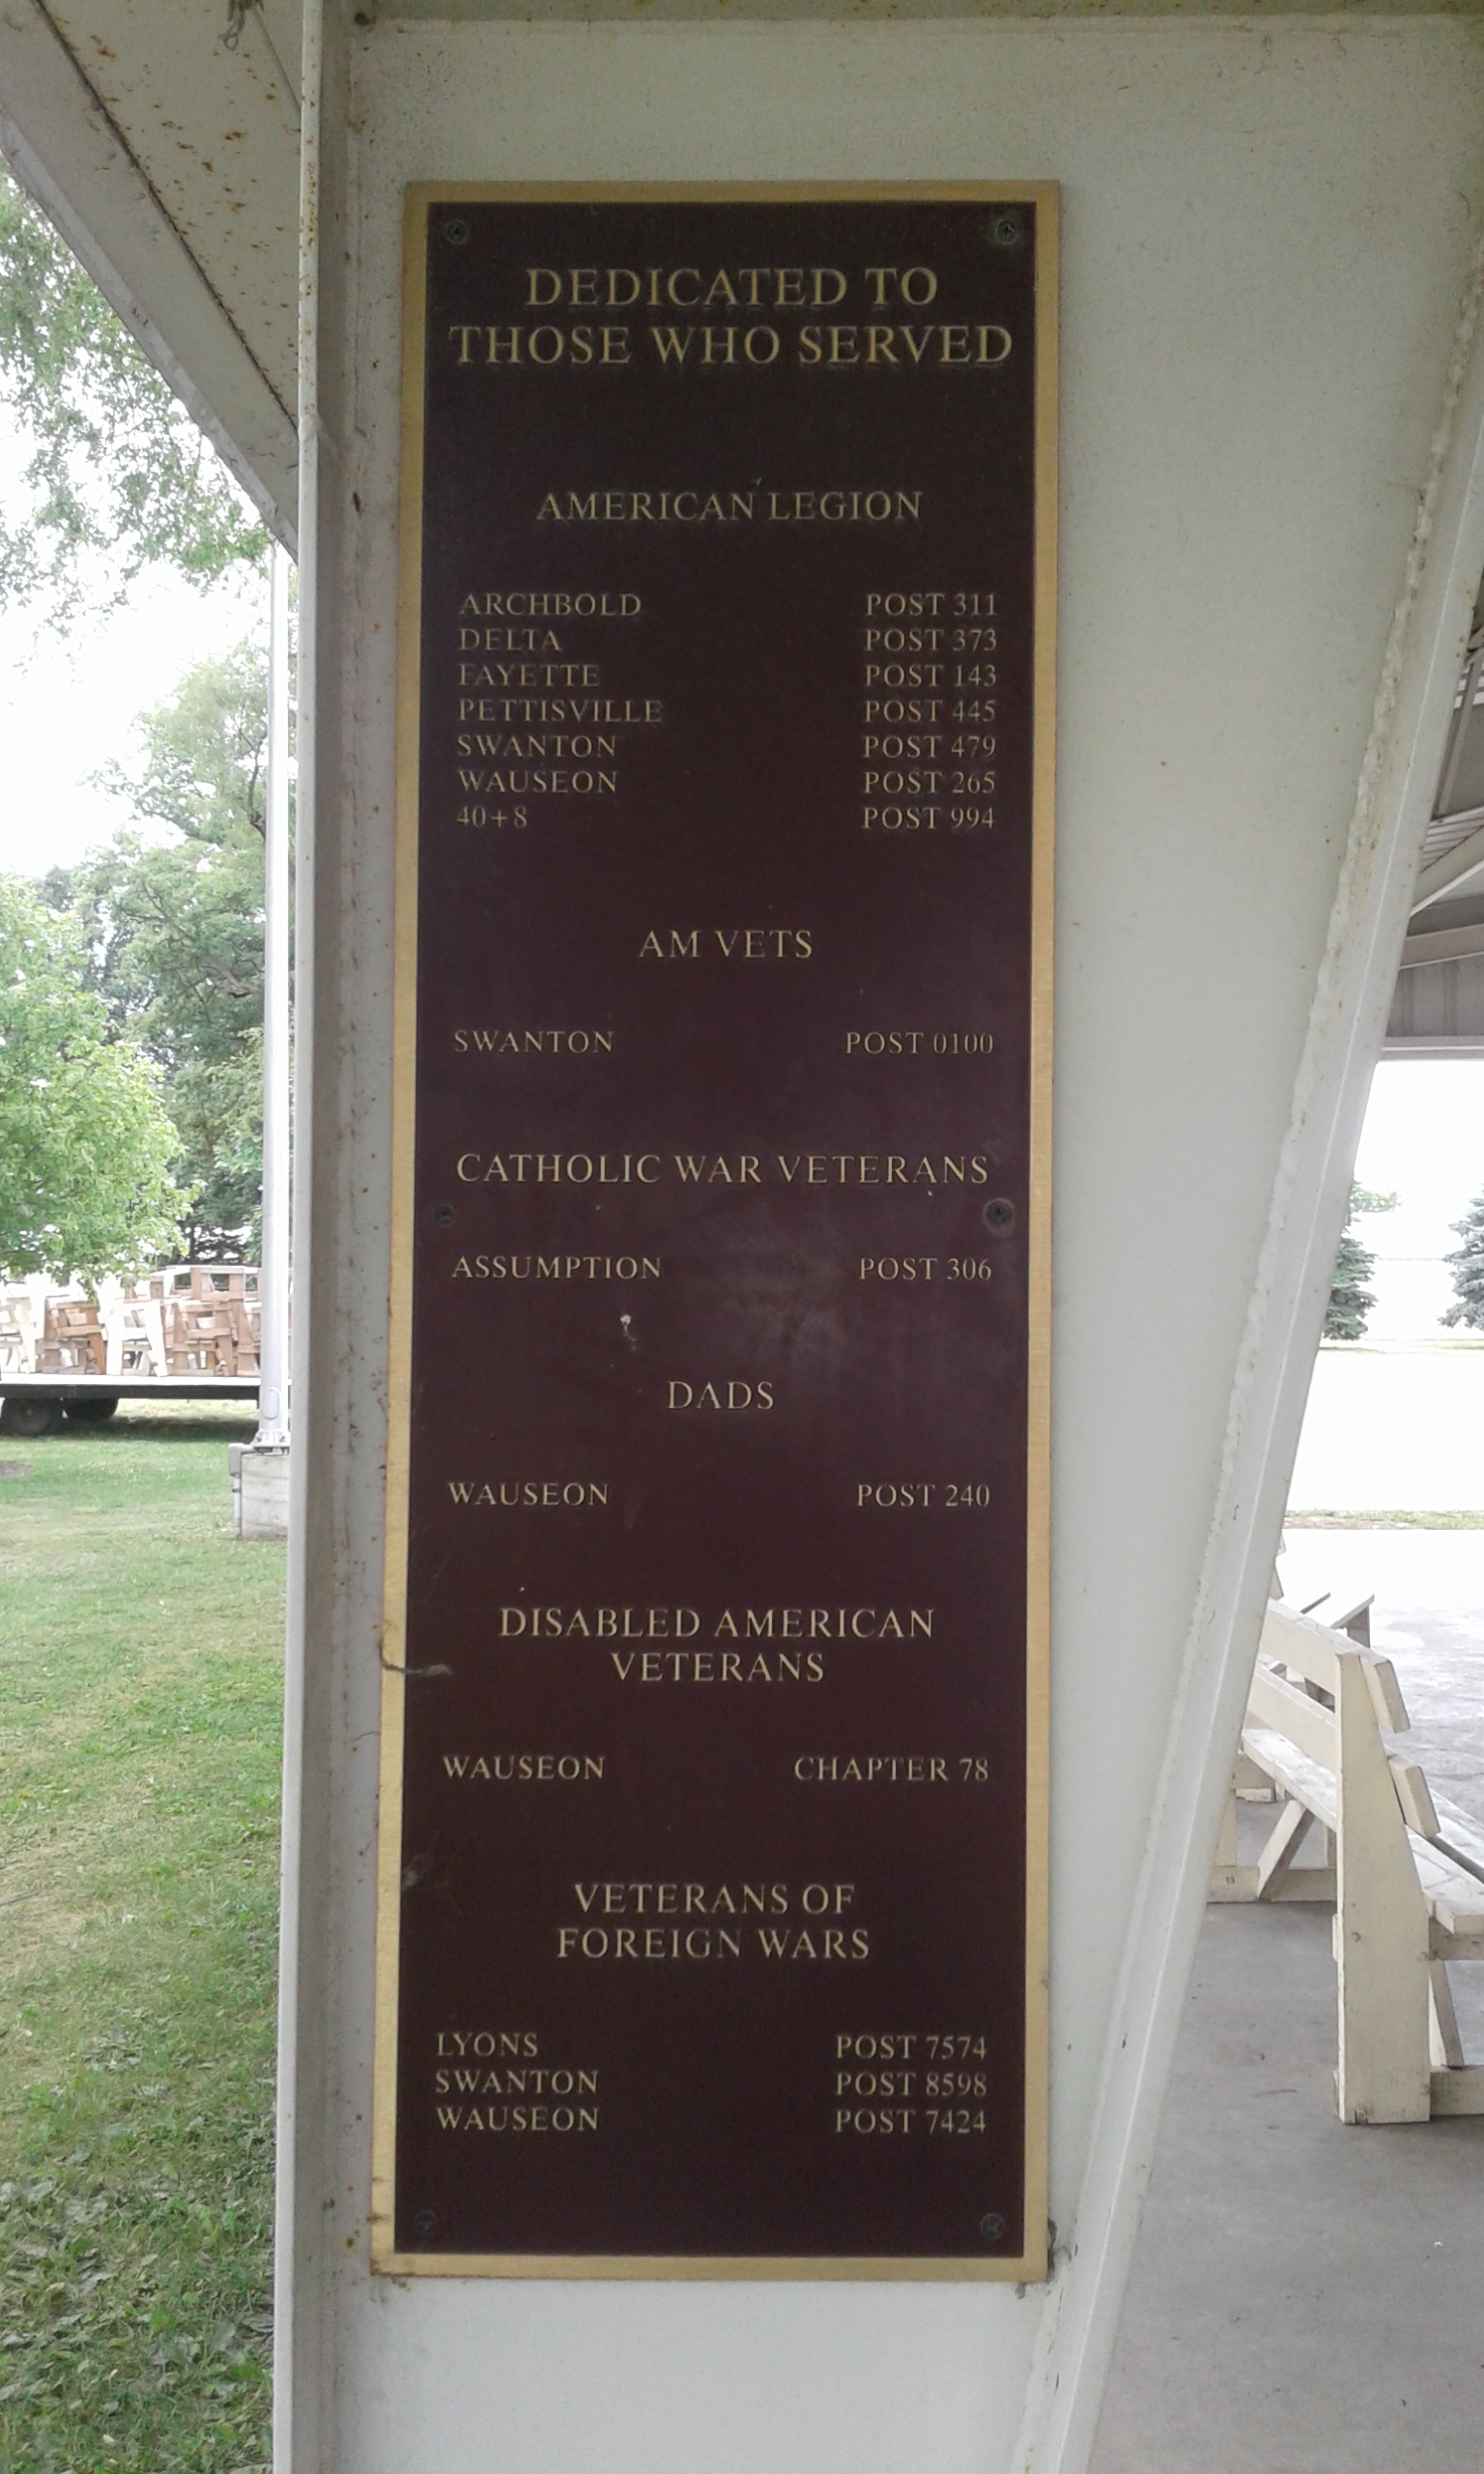 DEDICATED TO
THOSE WHO SERVED
AMERICAN LEGION
ARCHBOLD POST 311
DELTA POST 373
FAYETTE POST 143
PETTISVILLE POST 445
SWANTON POST 479
WAUSEON POST 265
40+8 POST 994
AM VETS
SWANTON POST 0100
CATHOLIC WAR VETERANS
ASSUMPTION POST 306
DADS
WAUSEON POST 240
DISABLED AMERICAN
VETERANS
WAUSEON CHAPTER 78
VETERANS OF
FOREIGN WARS
LYONS POST 7574
SWANTON POST 8598
WAUSEON POST 7424